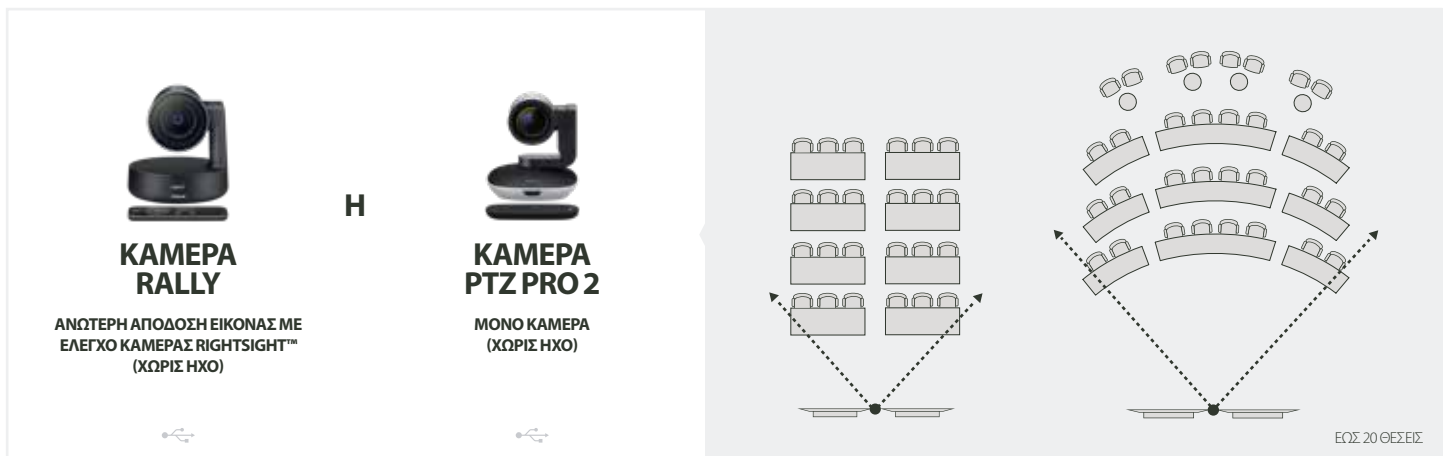 ΚΑΜΕΡΑ
RALLY
ΑΝΩΤΕΡΗ ΑΠΟΔΟΣΗ ΕΙΚΟΝΑΣ ΜΕ
ΕΛΕΓΧΟ ΚΑΜΕΡΑΣ RIGHTSIGHT™
(ΧΩΡΙΣ ΗΧΟ)
Η
ΚΑΜΕΡΑ
PTZ PRO 2
ΜΟΝΟ ΚΑΜΕΡΑ
(ΧΩΡΙΣ ΗΧΟ)
ΕΩΣ 20 ΘΕΣΕΙΣ